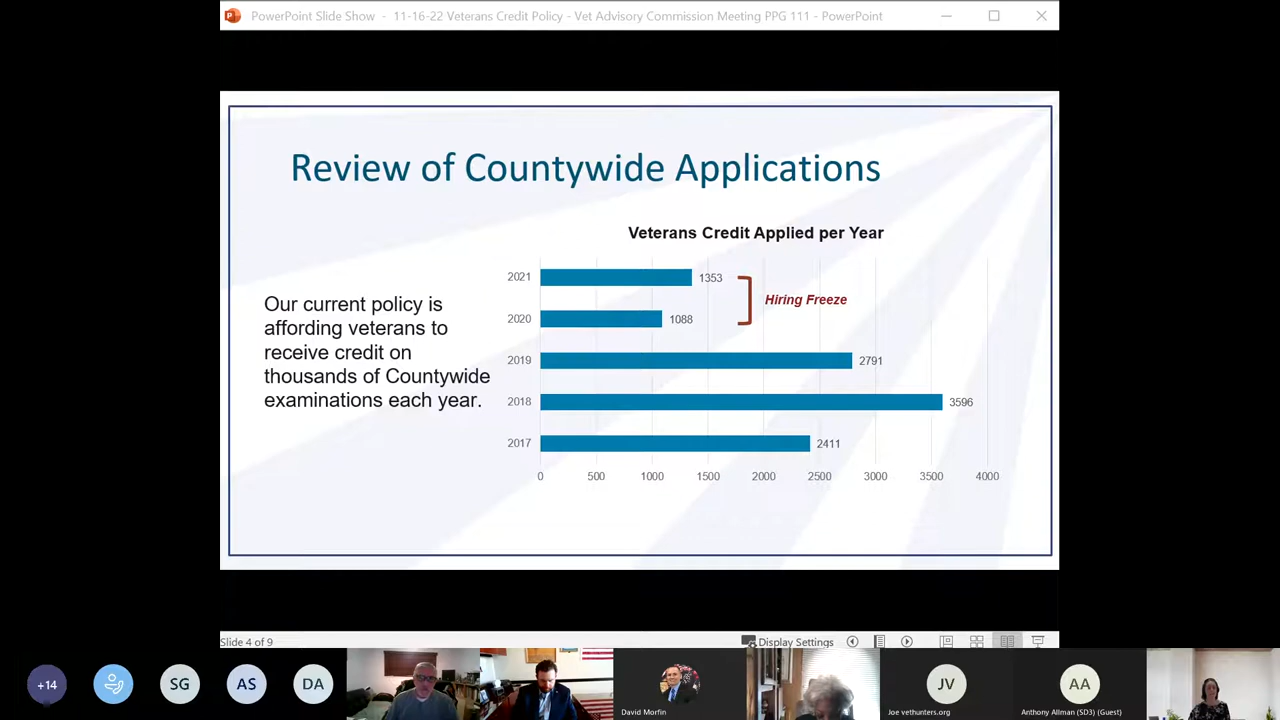 PowerPoint Slide Show - 11-16-22 Veterans Credit Policy - Vet Advisory Commission Meeting PPG 111 - PowerPoint
Review of Countywide Applications
Our current policy is
affording veterans to
receive credit on
thousands of Countywide
examinations each year.
Veterans Credit Applied per Year
2021 1353
Hiring Freeze
2020 1088
2019 2791
2018 3596
2017 2411
0 500 1000 1500 2000 2500 3000 3500 4000
Slide 4 of 9
Display Settings
+14
SG
AS
DA
David Morfin
JV
Joe vethunters.org
AA
Anthony Allman (SD3) (Guest)